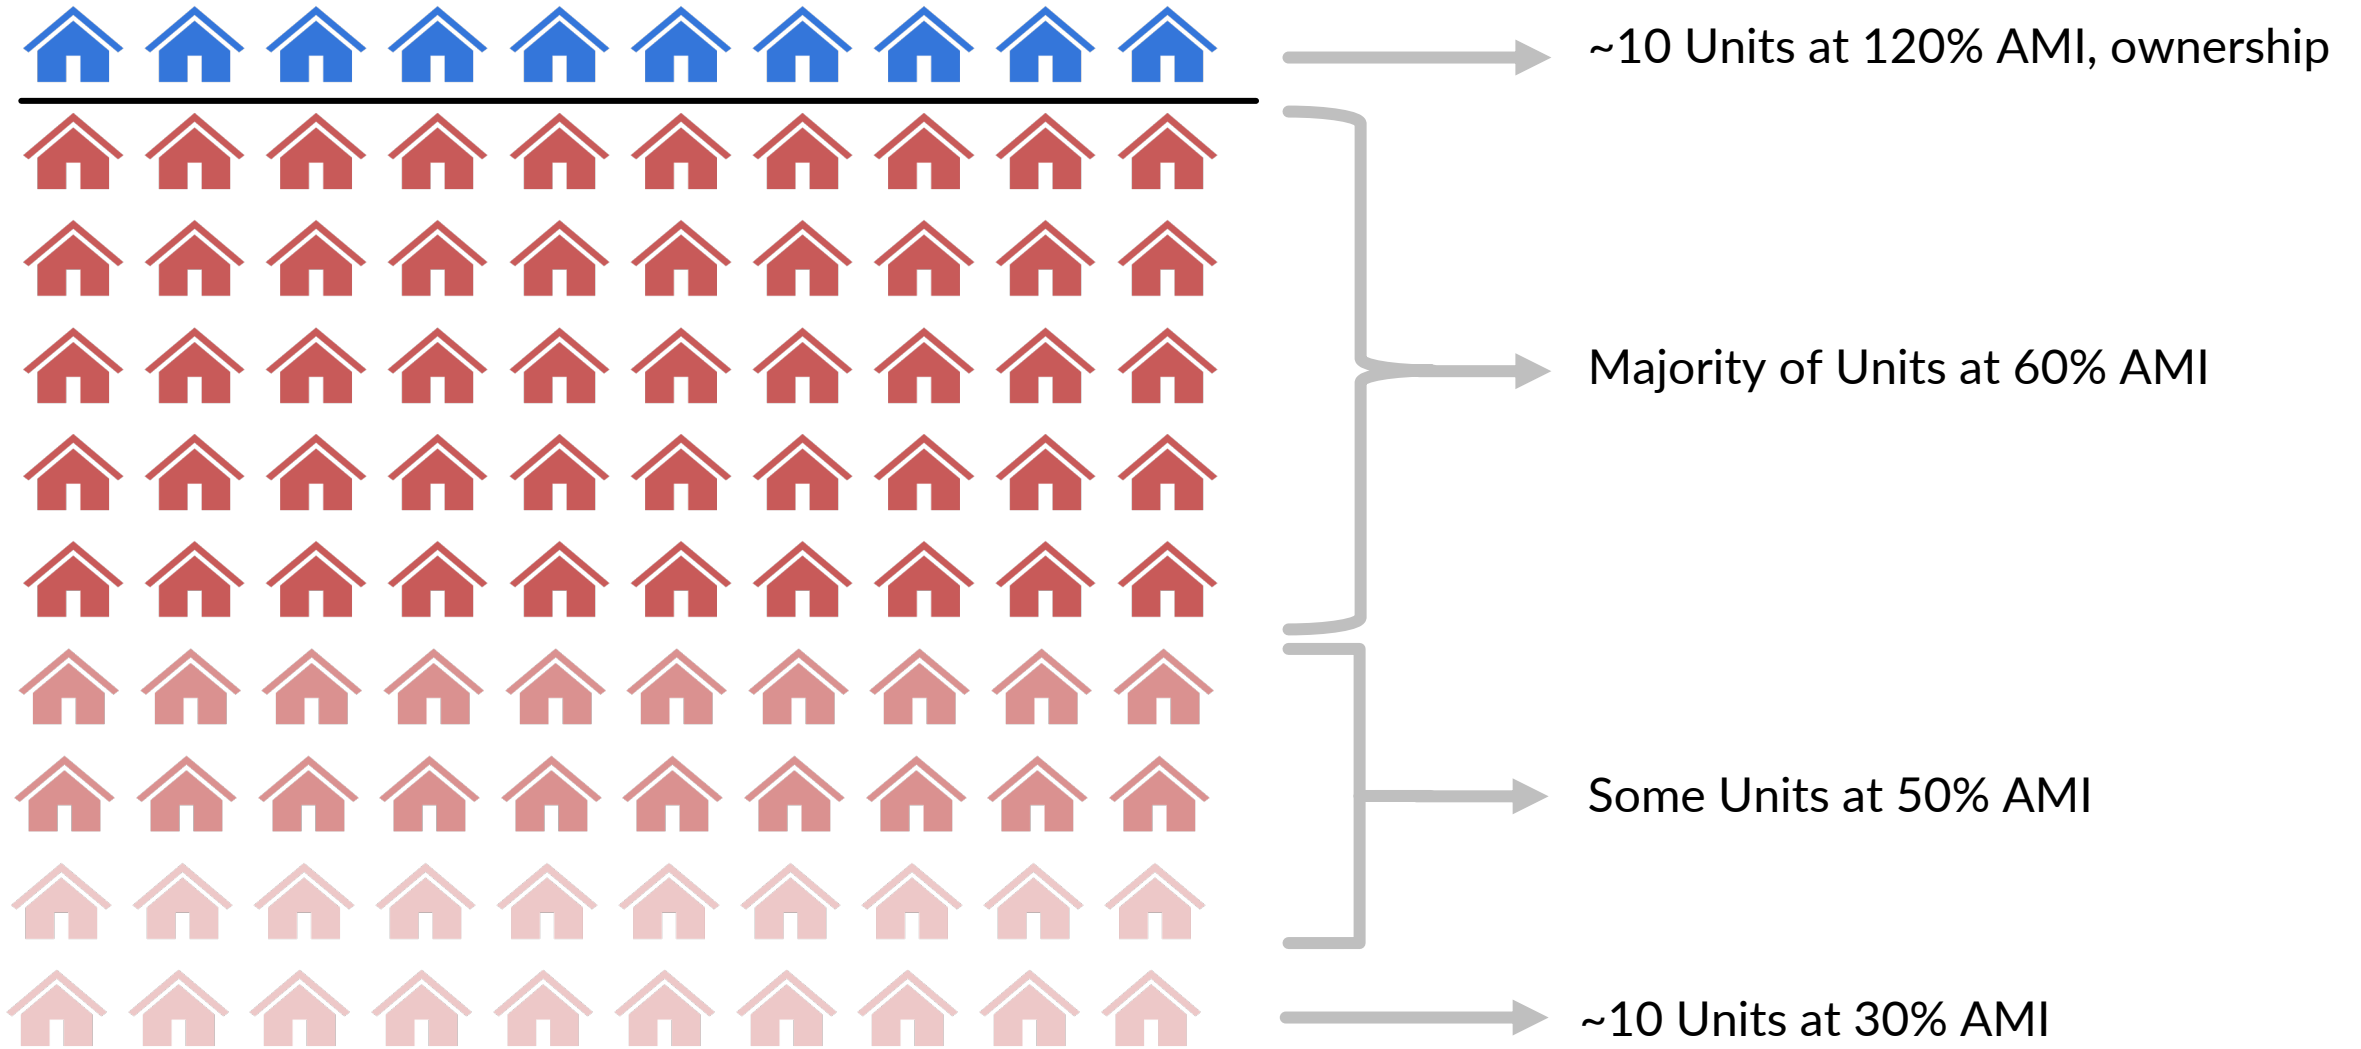 ~10 Units at 120% AMI, ownership
Majority of Units at 60% AMI
Some Units at 50% AMI
~10 Units at 30% AMI